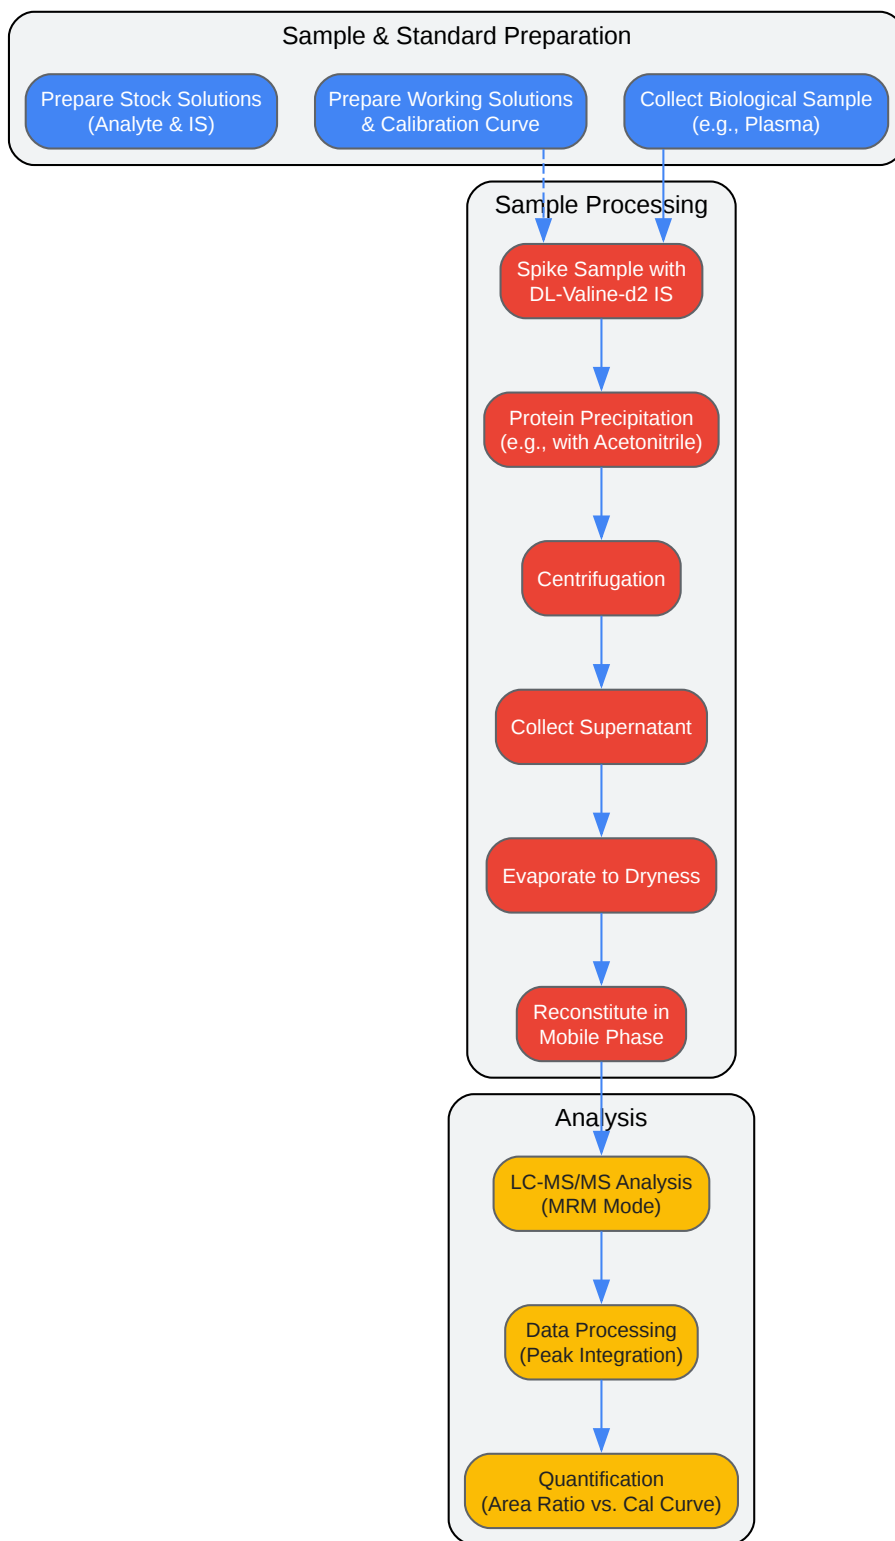 Sample & Standard Preparation
Prepare Stock Solutions
(Analyte & IS)
Prepare Working Solutions
& Calibration Curve
Collect Biological Sample
(e.g., Plasma)
Sample Processing
Spike Sample with
DL-Valine-d2 IS
Protein Precipitation
(e.g., with Acetonitrile)
Centrifugation
Collect Supernatant
Evaporate to Dryness
Reconstitute in
Mobile Phase
Analysis
LC-MS/MS Analysis
(MRM Mode)
Data Processing
(Peak Integration)
Quantification
(Area Ratio vs. Cal Curve)